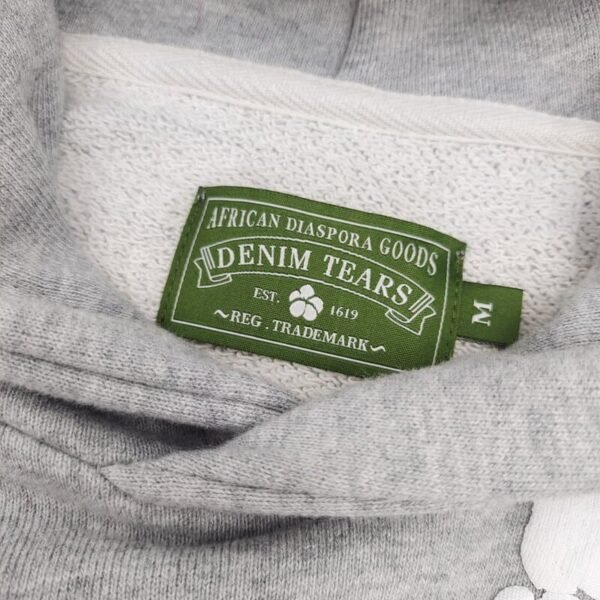 AFRICAN DIASPORA GOODS
DENIM TEARS
EST. 1619
~REG . TRADEMARK~
M